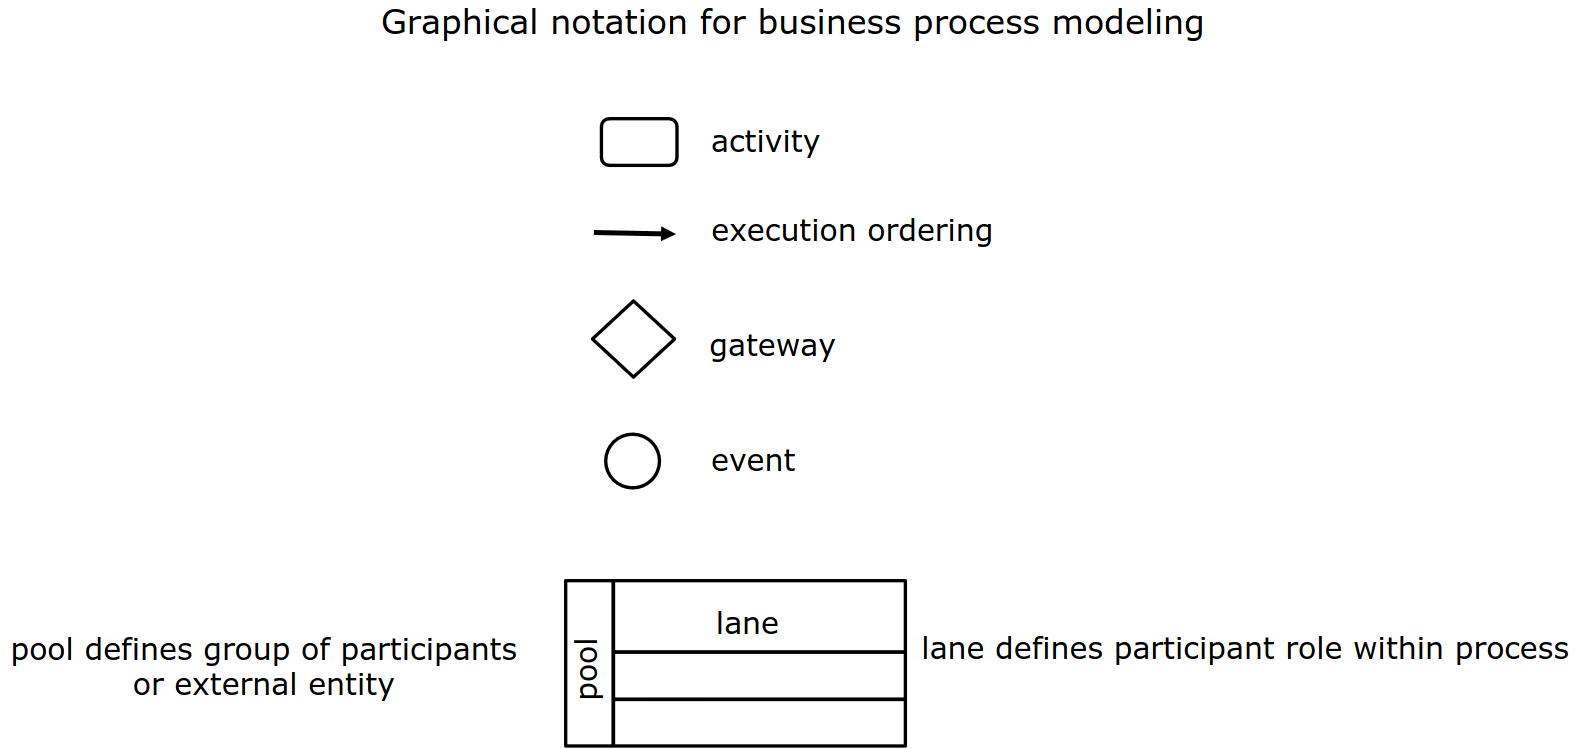 Graphical notation for business process modeling
activity
execution ordering
gateway
event
lane
pool
pool defines group of participants
or external entity
lane defines participant role within process